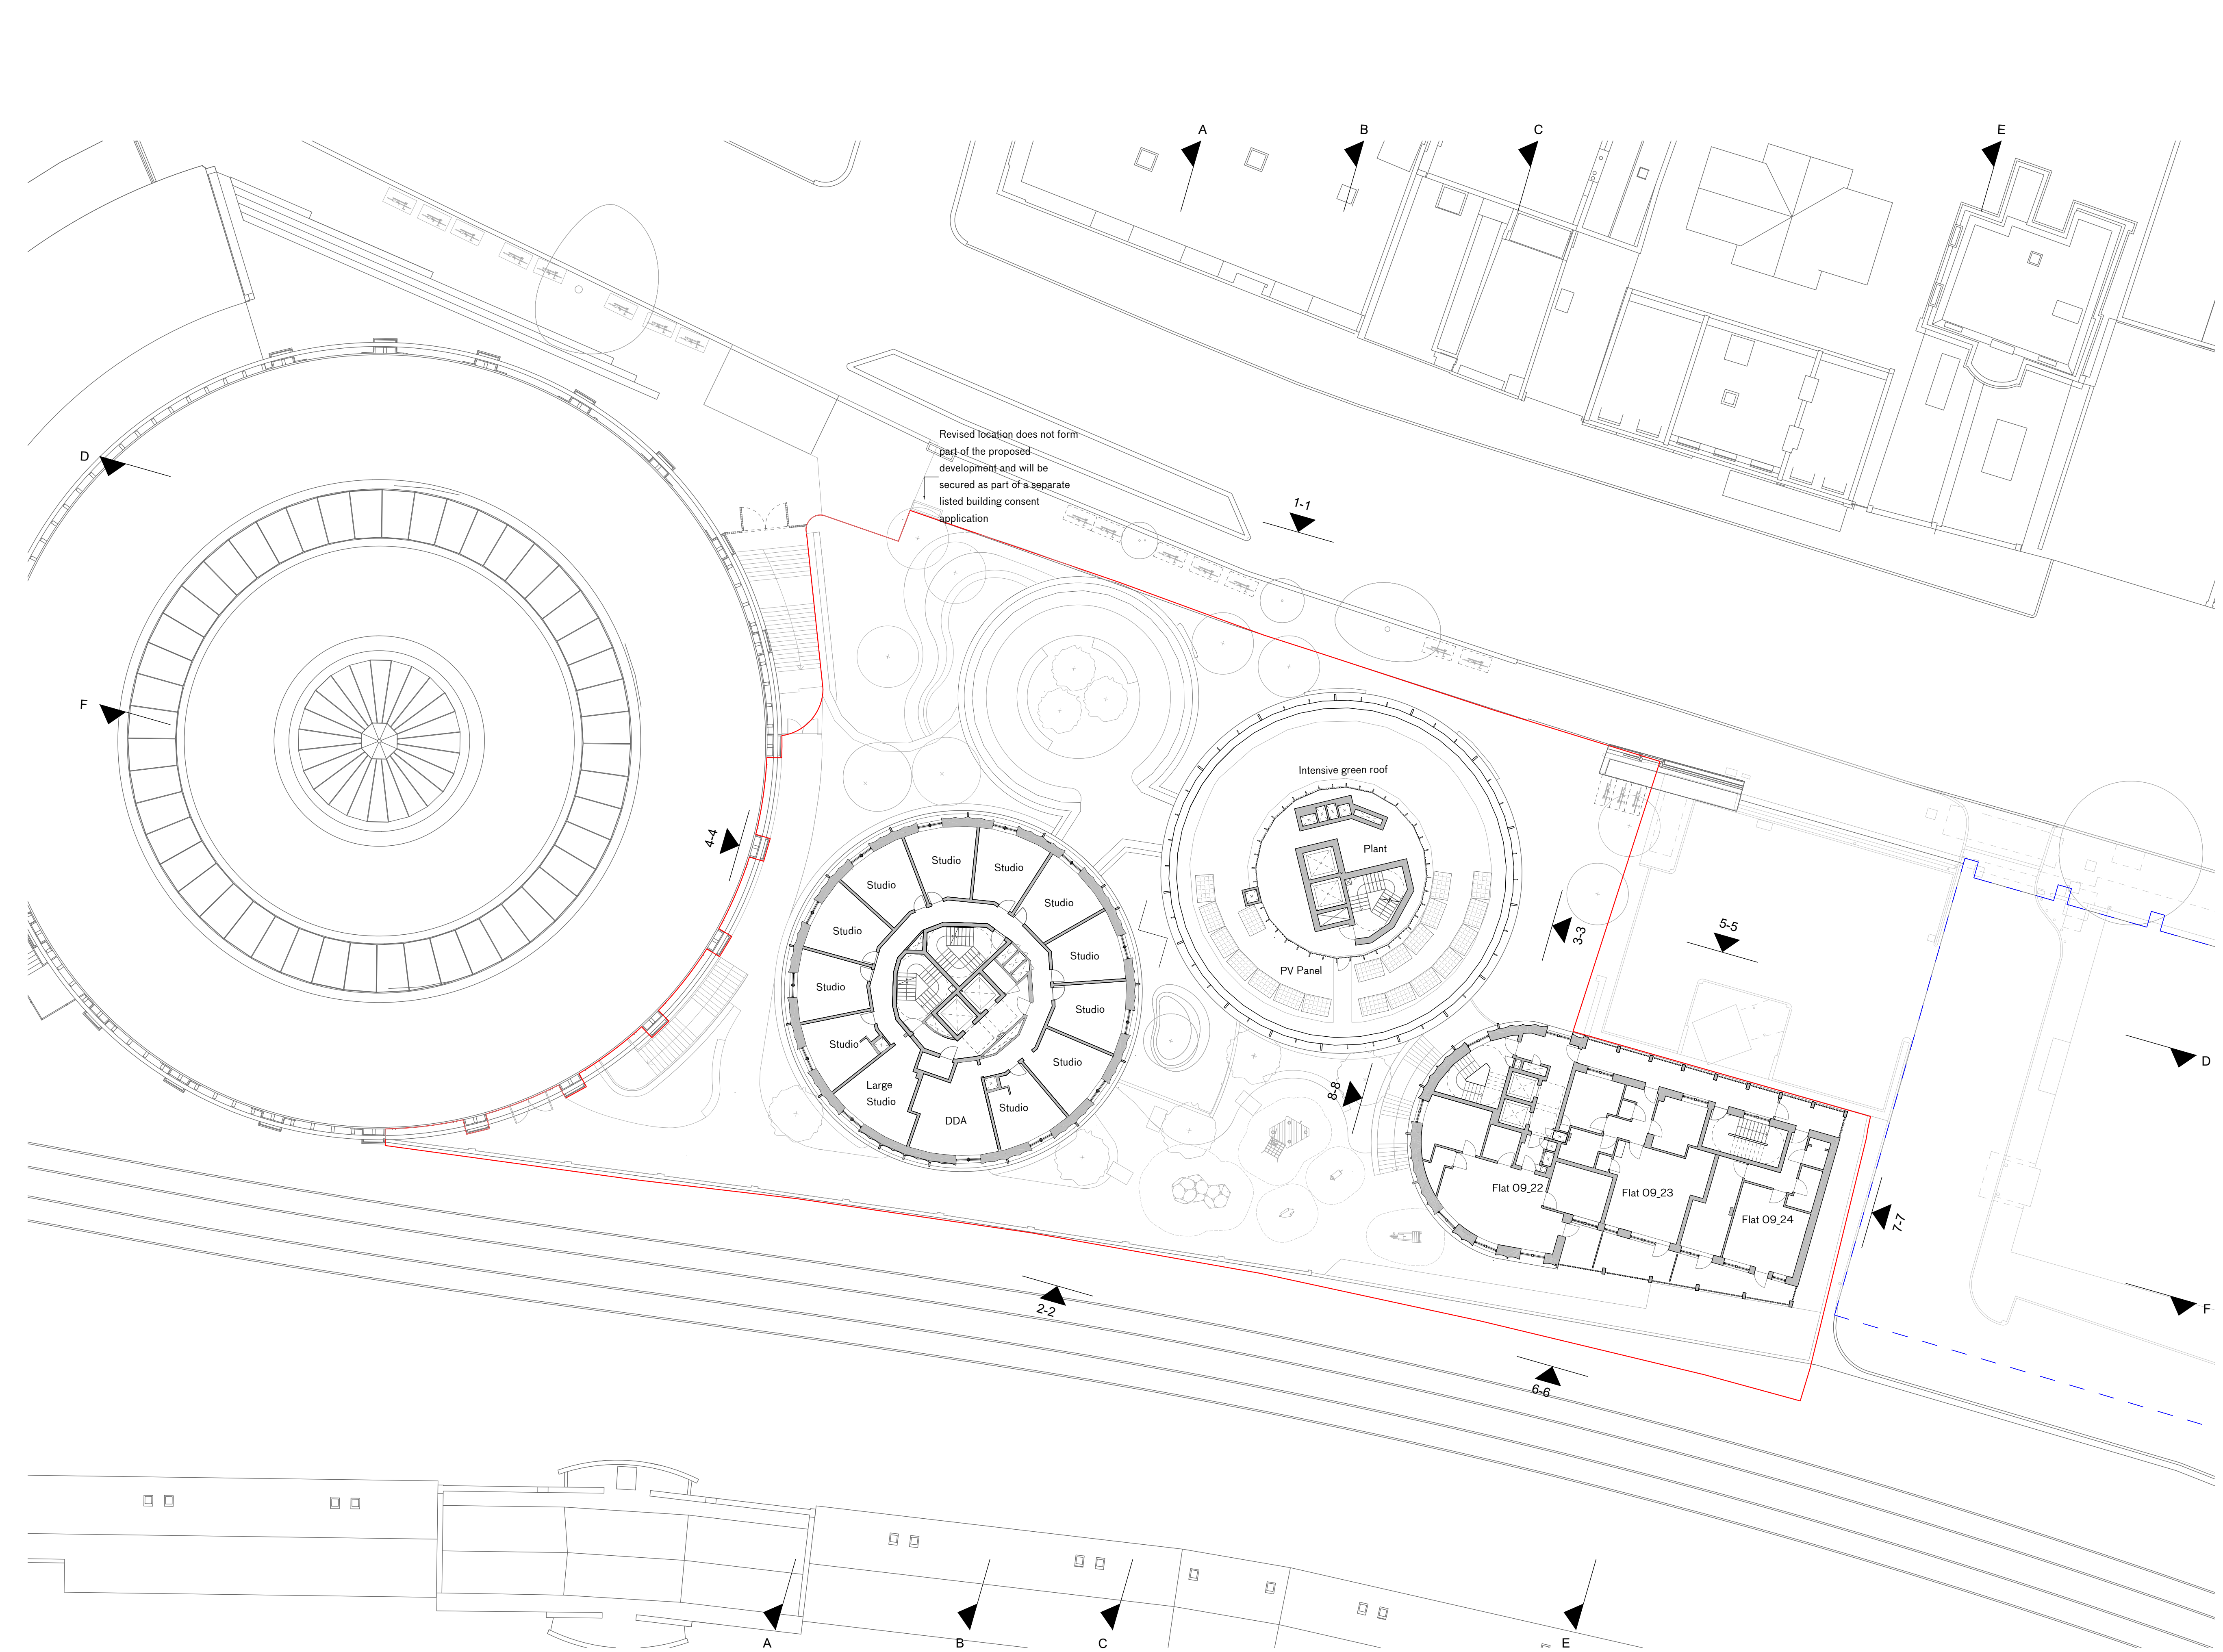 A
B
C
E
D
Revised location does not form
part of the proposed
development and will be
secured as part of a separate
listed building consent
application
1-1
F
4-4
Intensive green roof
Plant
PV Panel
3-3
5-5
Studio
Studio
Studio
Studio
Studio
Studio
Studio
Studio
Studio
Studio
Large
Studio
Studio
DDA
8-8
D
Flat 09_22
Flat 09_23
Flat 09_24
7-7
2-2
F
6-6
A
B
C
E